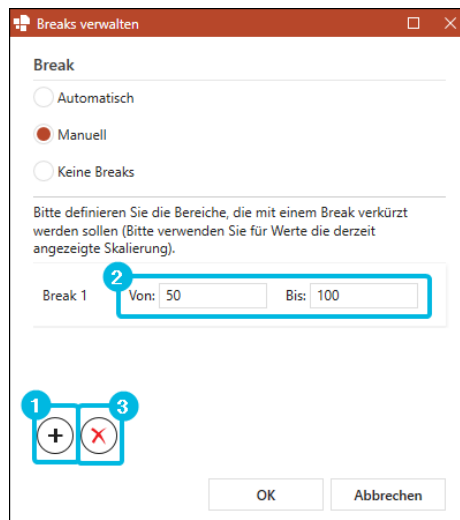 Breaks verwalten
Break
Automatisch
Manuell
Keine Breaks
Bitte definieren Sie die Bereiche, die mit einem Break verkürzt
werden sollen (Bitte verwenden Sie für Werte die derzeit
angezeigte Skalierung).
2
Break 1 Von: 50 Bis: 100
1 3
OK Abbrechen